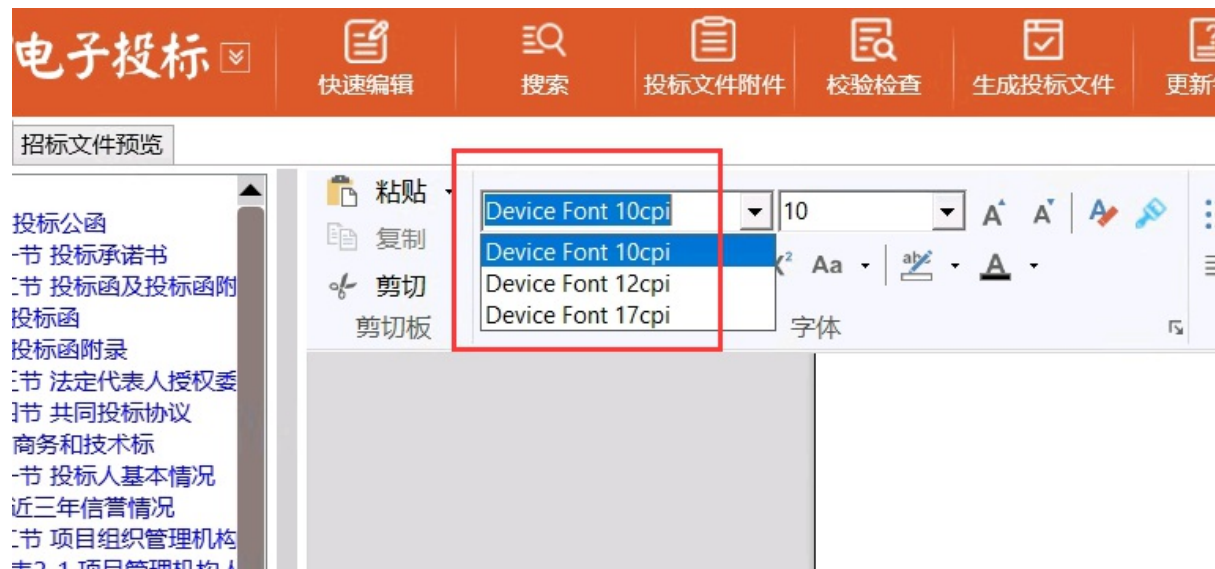 电子投标
快速编辑
搜索
投标文件附件
校验检查
生成投标文件
更新
招标文件预览
投标公函
一节 投标承诺书
节 投标函及投标函附
投标函
投标函附录
节 法定代表人授权委
节 共同投标协议
商务和技术标
一节 投标人基本情况
近三年信誉情况
节 项目组织管理机构
粘贴
复制
剪切
剪切板
Device Font 10cpi
10
Device Font 10cpi
Device Font 12cpi
Device Font 17cpi
Aa
字体